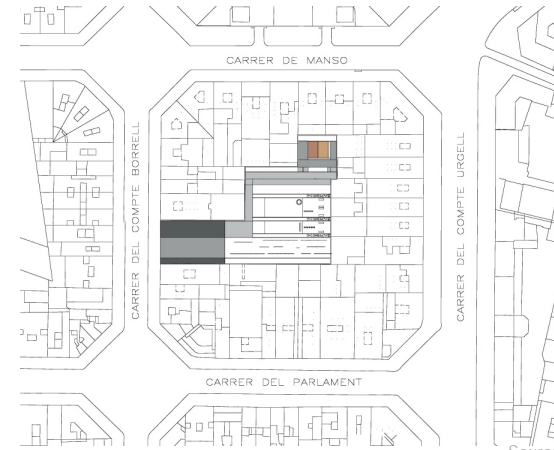 CARRER DE MANSO
CARRER DEL COMPTE BORRELL
CARRER DEL COMPTE URGELL
CARRER DEL PARLAMENT